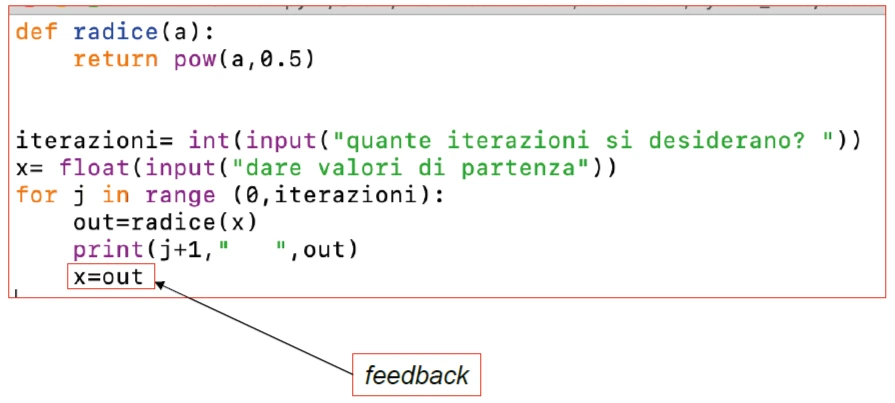 def radice(a):
    return pow(a,0.5)
iterazioni= int(input("quante iterazioni si desiderano? "))
x= float(input("dare valori di partenza"))
for j in range (0,iterazioni):
    out=radice(x)
    print(j+1,"   ",out)
    x=out
feedback